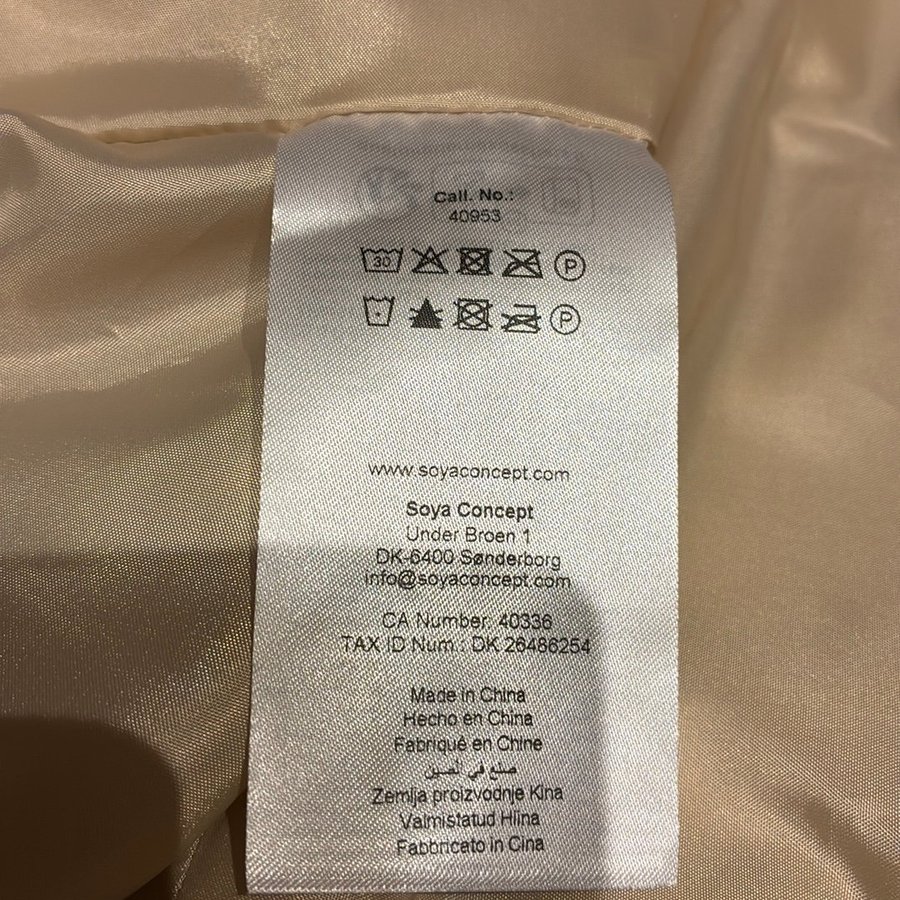 Call. No.:
40953
30 P
P
www.soyaconcept.com
Soya Concept
Under Broen 1
DK-6400 Sønderborg
info@soyaconcept.com
CA Number: 40336
TAX ID Num.: DK 26486254
Made in China
Hecho en China
Fabriqué en Chine
صنع في الصين
Zemlja proizvodnje Kina
Valmistatud Hiina
Fabbricato in Cina